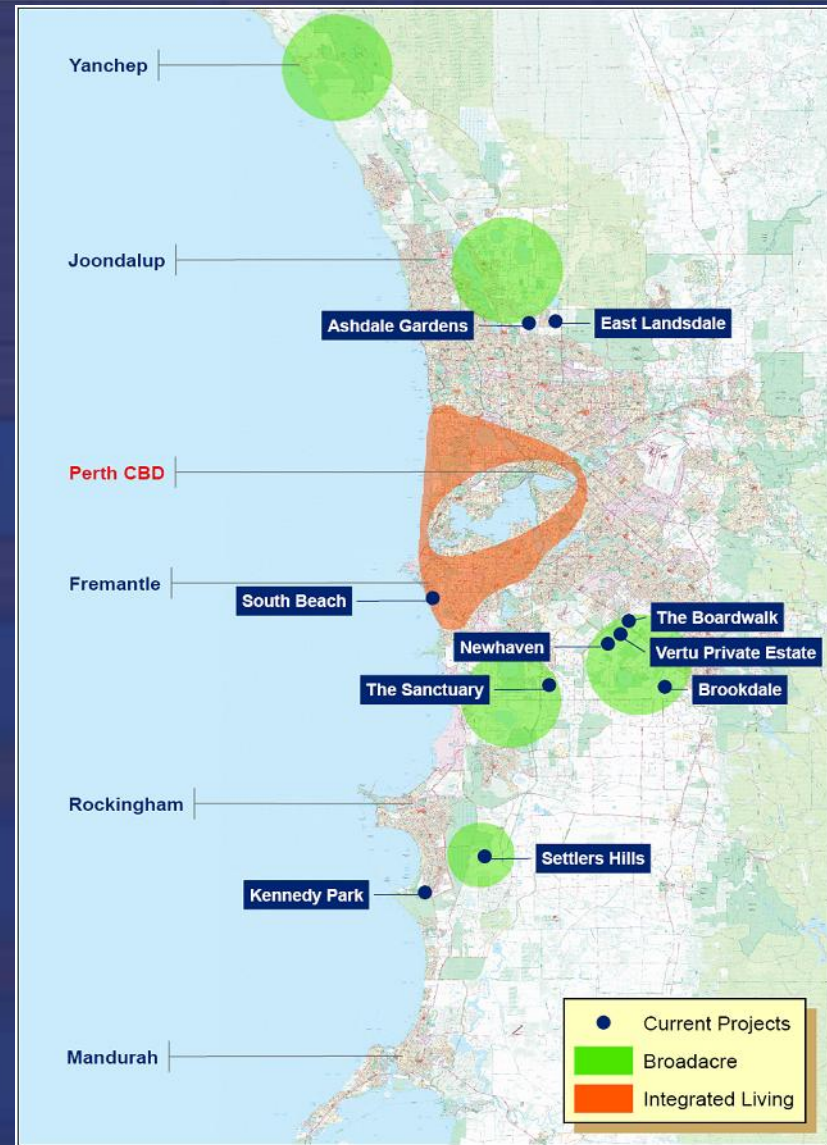 Yanchep
Joondalup
Ashdale Gardens
East Landsdale
Perth CBD
Fremantle
South Beach
The Boardwalk
Newhaven
Vertu Private Estate
The Sanctuary
Brookdale
Rockingham
Settlers Hills
Kennedy Park
Mandurah
Current Projects
Broadacre
Integrated Living